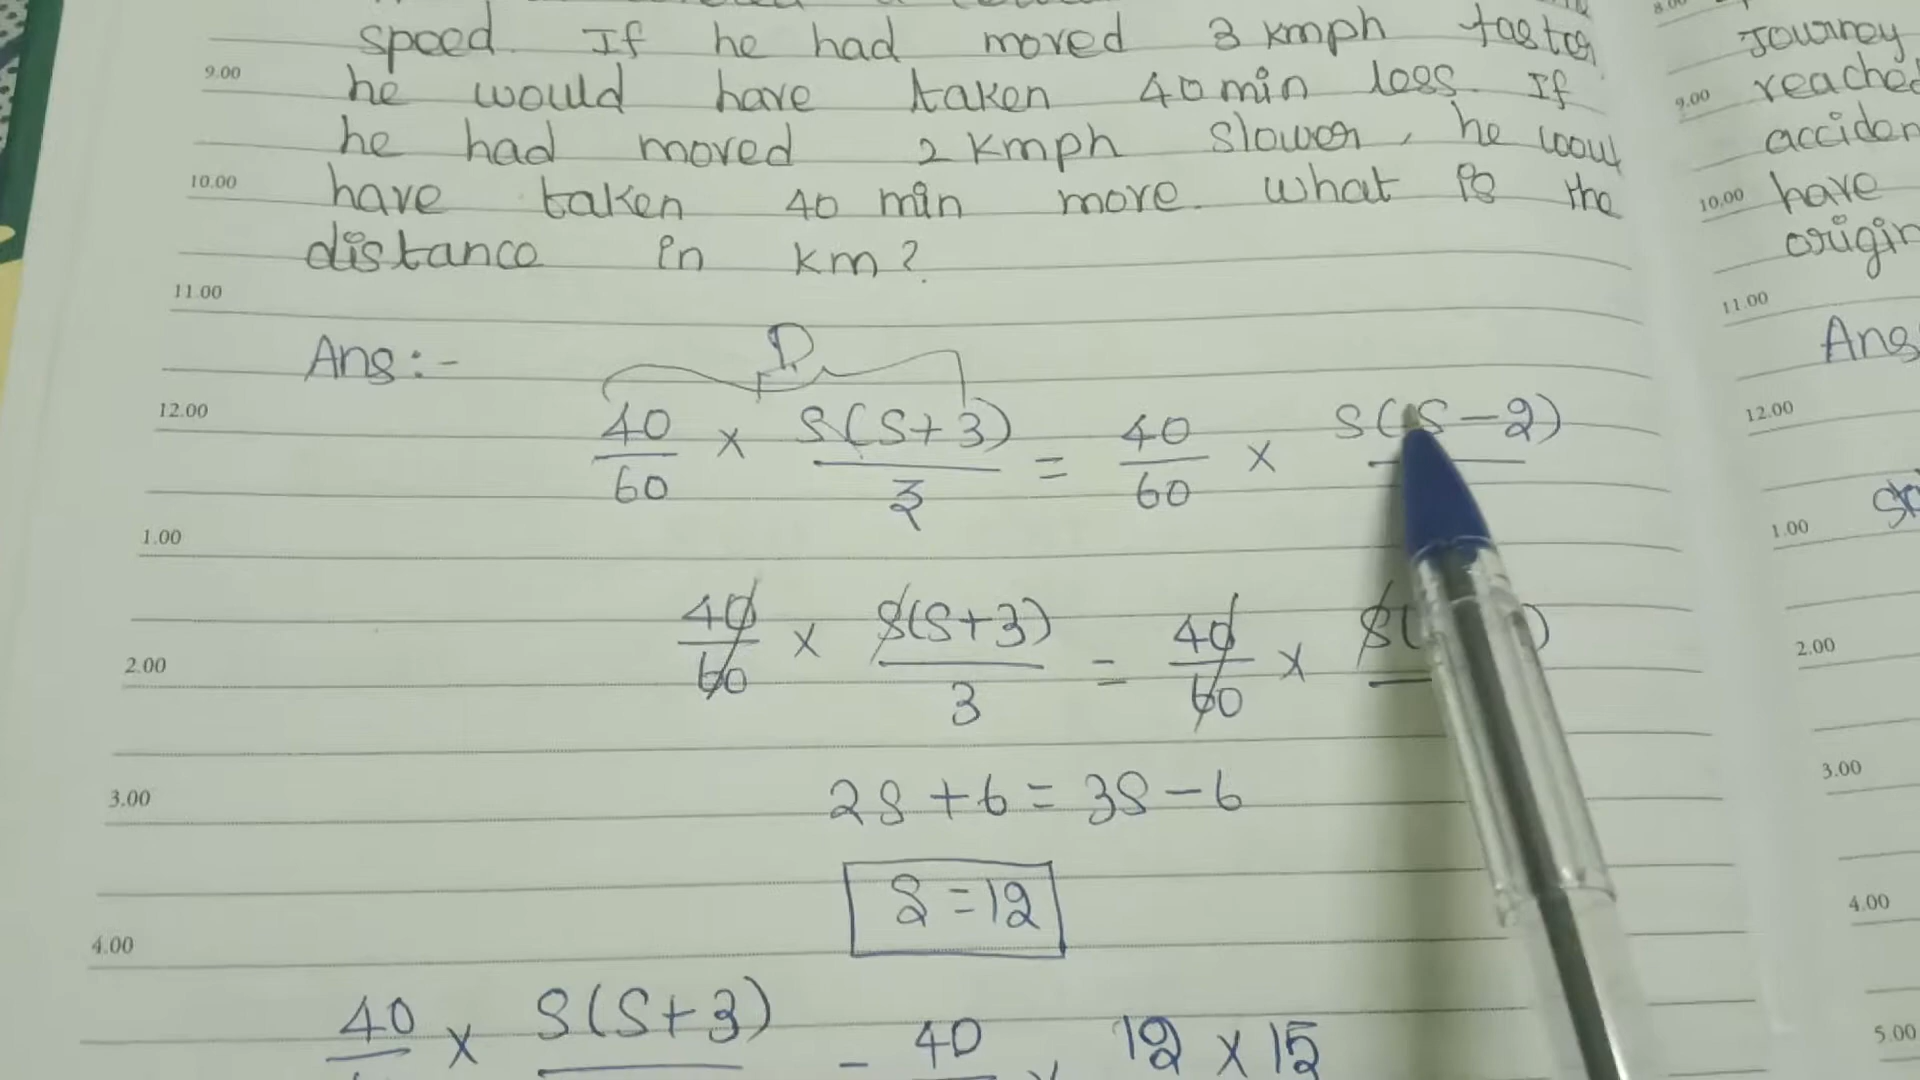 speed. If he had moved 3 kmph faster
9.00 he would have taken 40 min less. If
he had moved 2 kmph slower, he woul
10.00 have taken 40 min more. what is the
distance in km?
11.00
Ans:- D
12.00 40/60 × S(S+3)/3 = 40/60 × S(S-2)
1.00
40/60 × S(S+3)/3 = 40/60 × S(
2.00
2S+6 = 3S-6
3.00
S=12
4.00
40 × S(S+3) = 40 × 12 × 15
8.00
Journey
9.00 reached
acciden
10.00 have
origin
11.00
Ans
12.00
1.00
2.00
3.00
4.00
5.00